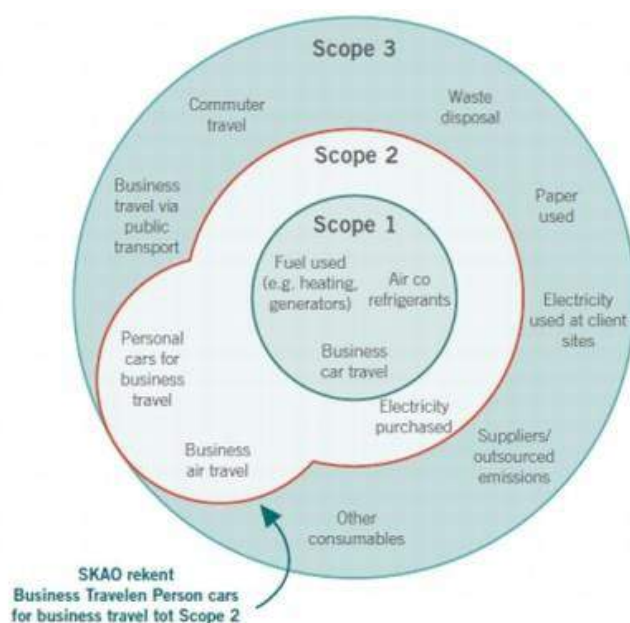 Scope 3
Commuter
travel
Waste
disposal
Scope 2
Business
travel via
public
transport
Paper
used
Scope 1
Fuel used
(e.g. heating,
generators)
Air co
refrigerants
Electricity
used at client
sites
Personal
cars for
business
travel
Business
car travel
Electricity
purchased
Business
air travel
Suppliers/
outsourced
emissions
Other
consumables
SKAO rekent
Business Travelen Person cars
for business travel tot Scope 2